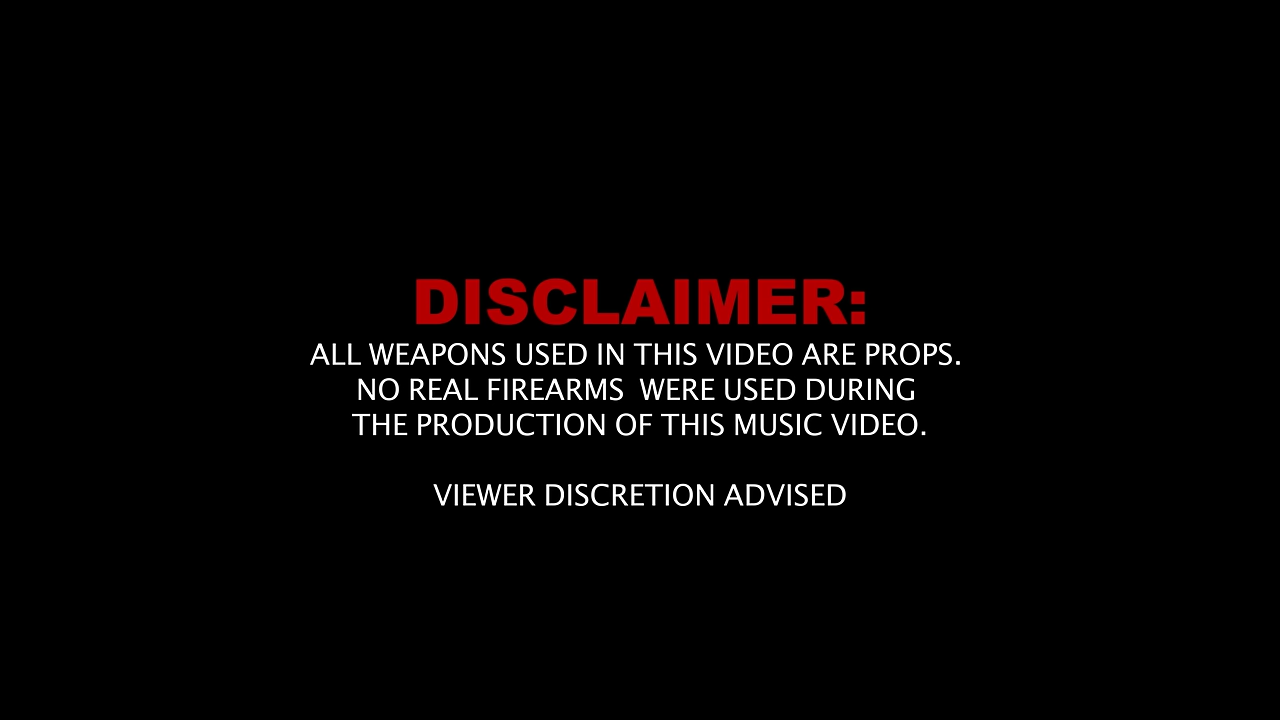 DISCLAIMER:
ALL WEAPONS USED IN THIS VIDEO ARE PROPS.
NO REAL FIREARMS  WERE USED DURING
THE PRODUCTION OF THIS MUSIC VIDEO.
VIEWER DISCRETION ADVISED